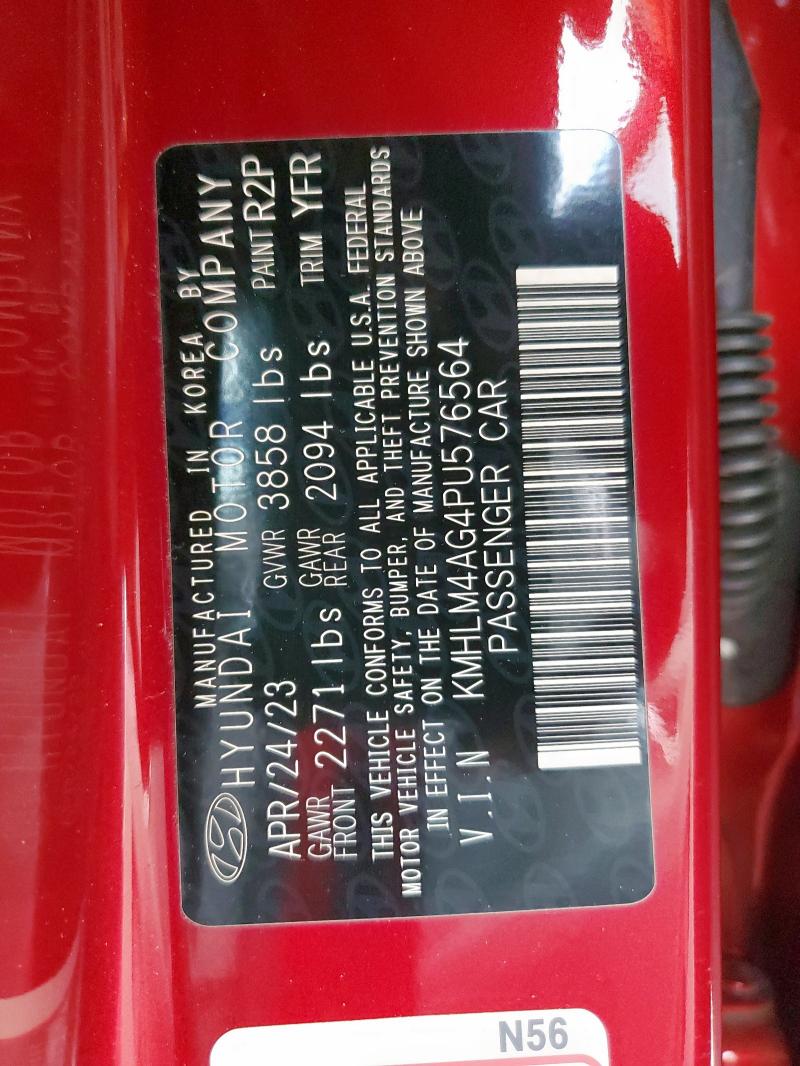 MANUFACTURED IN KOREA BY
HYUNDAI MOTOR COMPANY
APR/24/23 GVWR 3858 lbs PAINT R2P
GAWR FRONT 2271 lbs GAWR REAR 2094 lbs TRIM YFR
THIS VEHICLE CONFORMS TO ALL APPLICABLE U.S.A. FEDERAL
MOTOR VEHICLE SAFETY, BUMPER, AND THEFT PREVENTION STANDARDS
IN EFFECT ON THE DATE OF MANUFACTURE SHOWN ABOVE
V.I.N KMHLM4AG4PU576564
PASSENGER CAR
N56